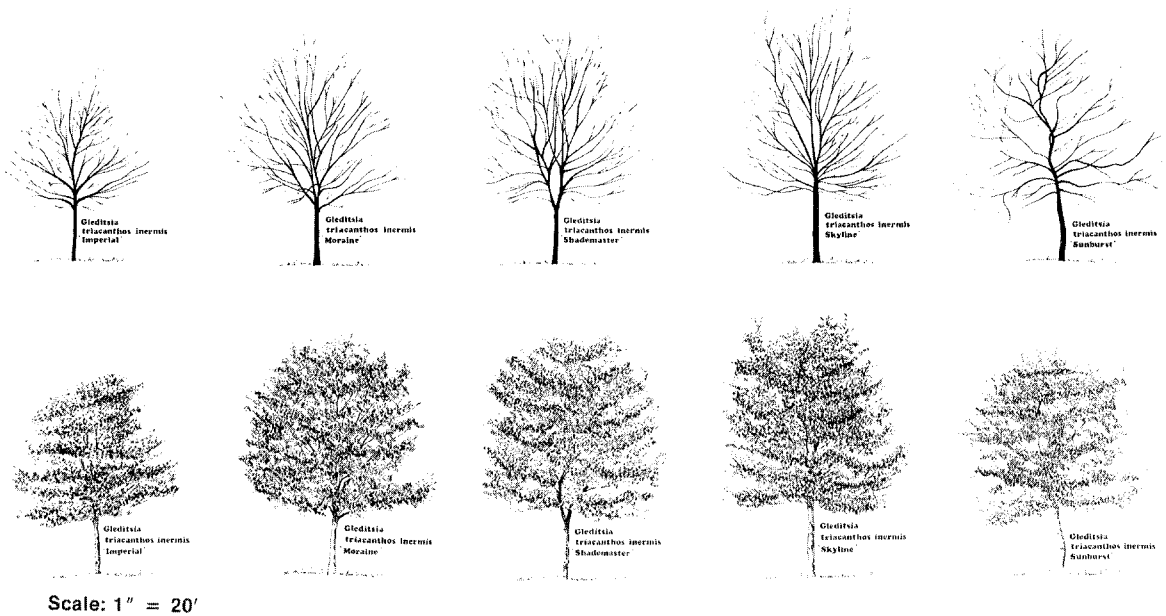 Gleditsia
triacanthos inermis
'Imperial'
Gleditsia
triacanthos inermis
'Moraine'
Gleditsia
triacanthos inermis
'Shademaster'
Gleditsia
triacanthos inermis
'Skyline'
Gleditsia
triacanthos inermis
'Sunburst'
Gleditsia
triacanthos inermis
'Imperial'
Gleditsia
triacanthos inermis
'Moraine'
Gleditsia
triacanthos inermis
'Shademaster'
Gleditsia
triacanthos inermis
'Skyline'
Gleditsia
triacanthos inermis
'Sunburst'
Scale: 1" = 20'